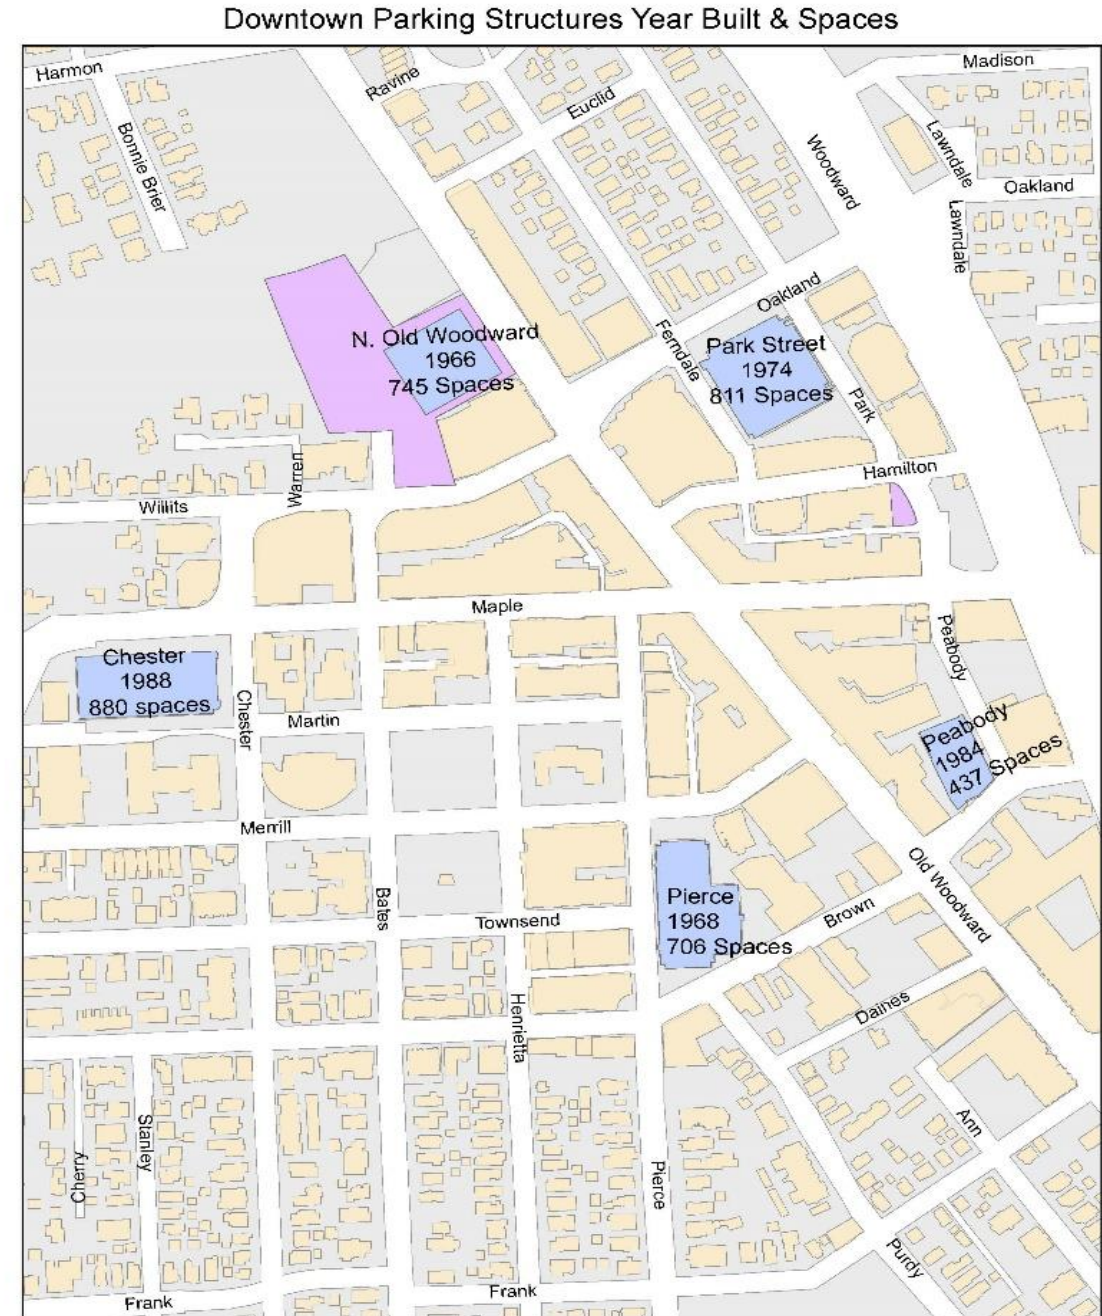 Downtown Parking Structures Year Built & Spaces
Harmon
Ravine
Madison
Euclid
Bonnie Brier
Woodward
Lawndale
Oakland
Lawndale
Oakland
N. Old Woodward
1966
745 Spaces
Ferndale
Park Street
1974
811 Spaces
Park
Warren
Hamilton
Willits
Maple
Peabody
Chester
1988
880 spaces
Chester
Martin
Peabody
1984
437 Spaces
Merrill
Old Woodward
Bates
Pierce
1968
706 Spaces
Townsend
Brown
Henrietta
Daines
Ann
Stanley
Cherry
Pierce
Purdy
Frank
Frank